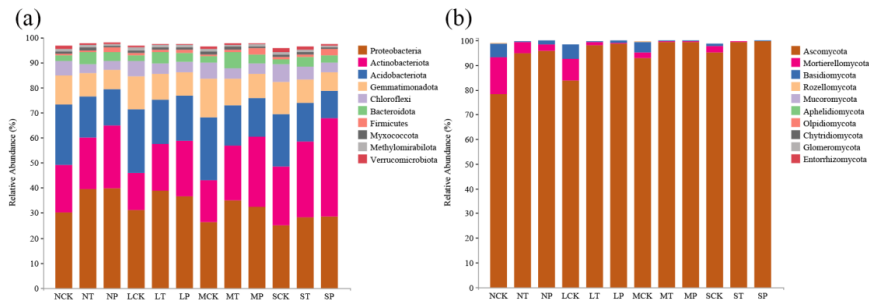 (a)
(b)
Relative Abundance (%)
100
90
80
70
60
50
40
30
20
10
0
NCK NT NP LCK LT LP MCK MT MP SCK ST SP
Proteobacteria
Actinobacteriota
Acidobacteriota
Gemmatimonadota
Chloroflexi
Bacteroidota
Firmicutes
Myxococcota
Methylomirabilota
Verrucomicrobiota
Relative Abundance (%)
100
90
80
70
60
50
40
30
20
10
0
NCK NT NP LCK LT LP MCK MT MP SCK ST SP
Ascomycota
Mortierellomycota
Basidiomycota
Rozellomycota
Mucoromycota
Aphelidiomycota
Olpidiomycota
Chytridiomycota
Glomeromycota
Entorrhizomycota